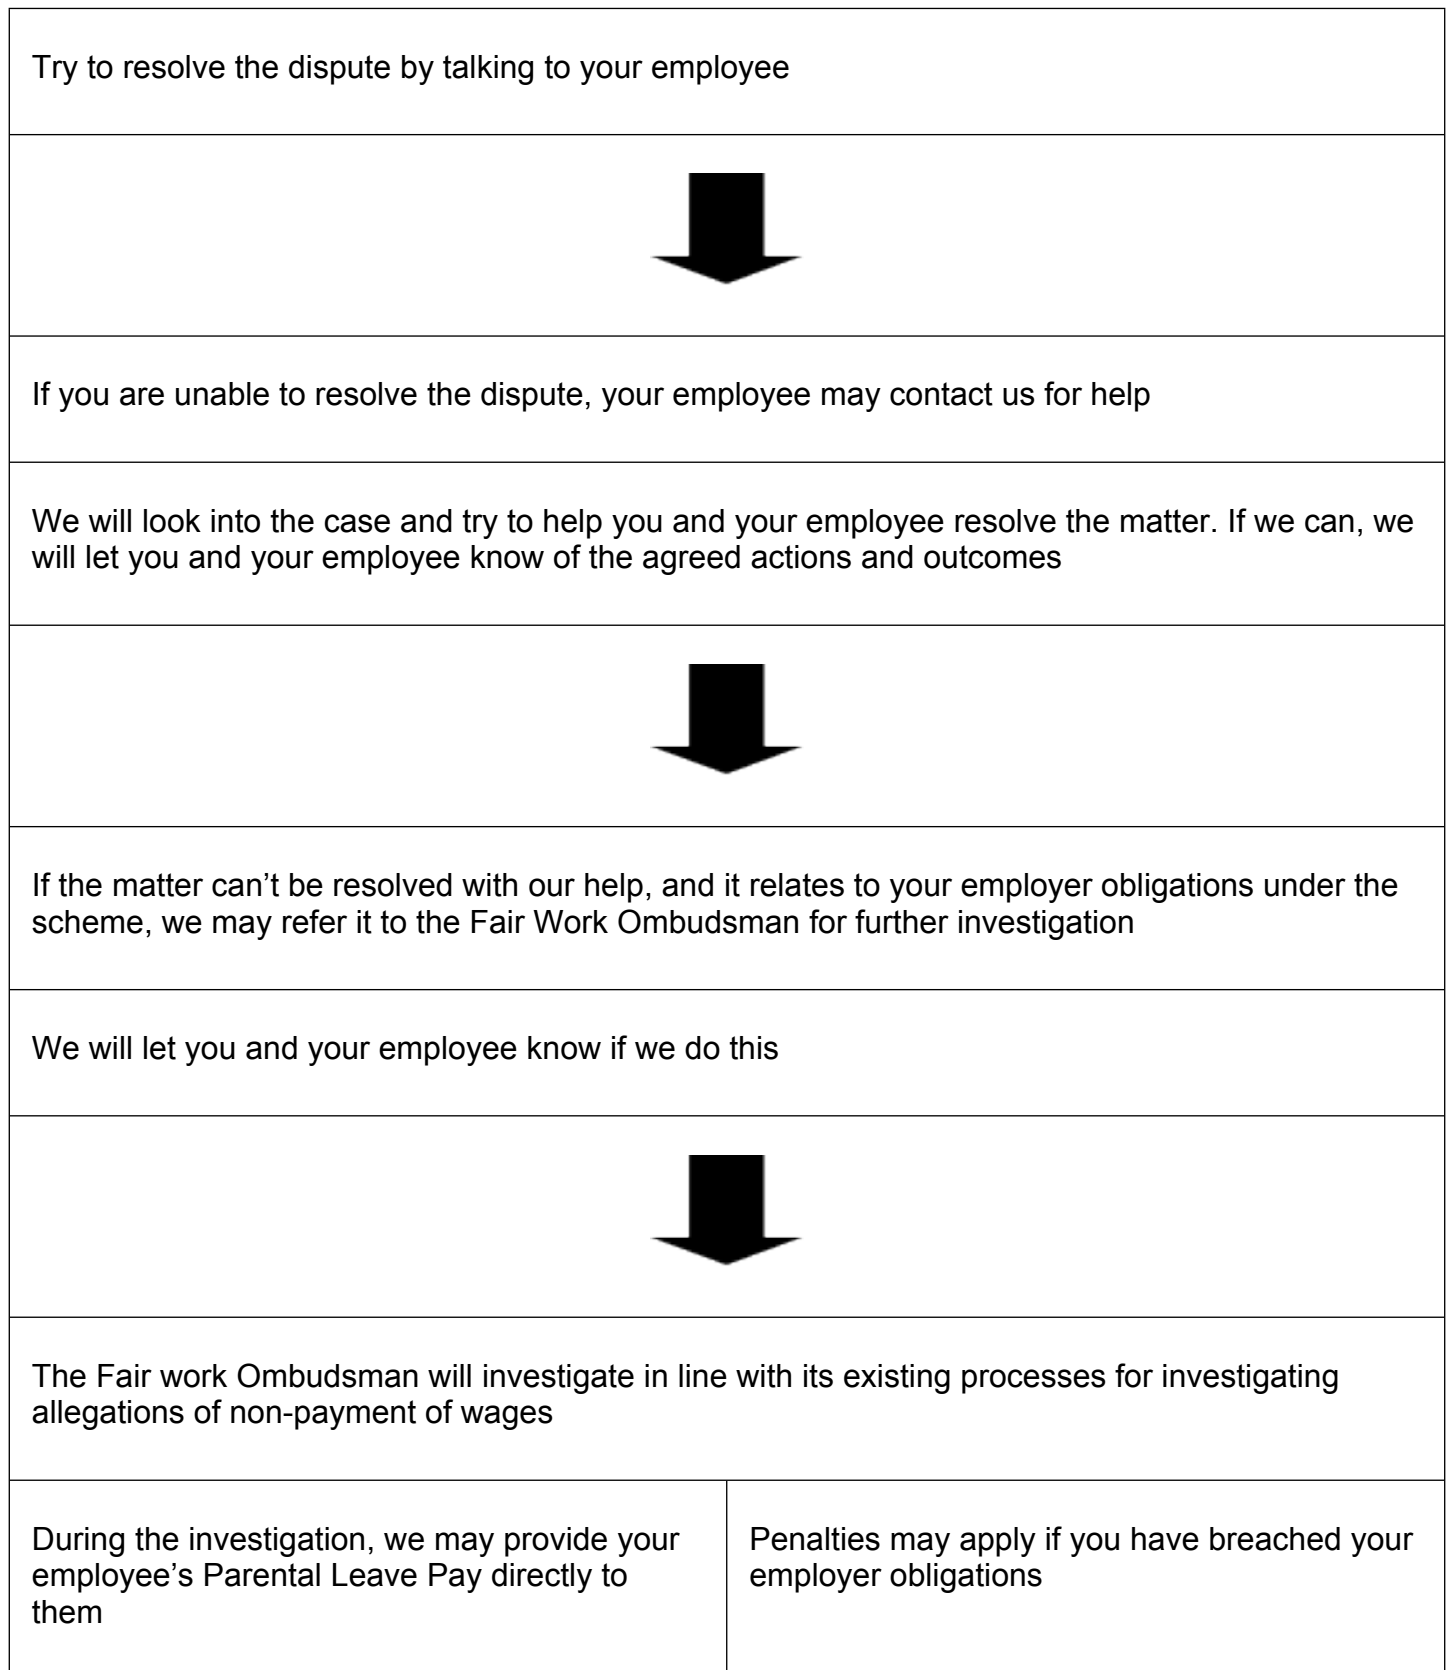 Try to resolve the dispute by talking to your employee
If you are unable to resolve the dispute, your employee may contact us for help
We will look into the case and try to help you and your employee resolve the matter. If we can, we
will let you and your employee know of the agreed actions and outcomes
If the matter can’t be resolved with our help, and it relates to your employer obligations under the
scheme, we may refer it to the Fair Work Ombudsman for further investigation
We will let you and your employee know if we do this
The Fair work Ombudsman will investigate in line with its existing processes for investigating
allegations of non-payment of wages
During the investigation, we may provide your
employee’s Parental Leave Pay directly to
them
Penalties may apply if you have breached your
employer obligations